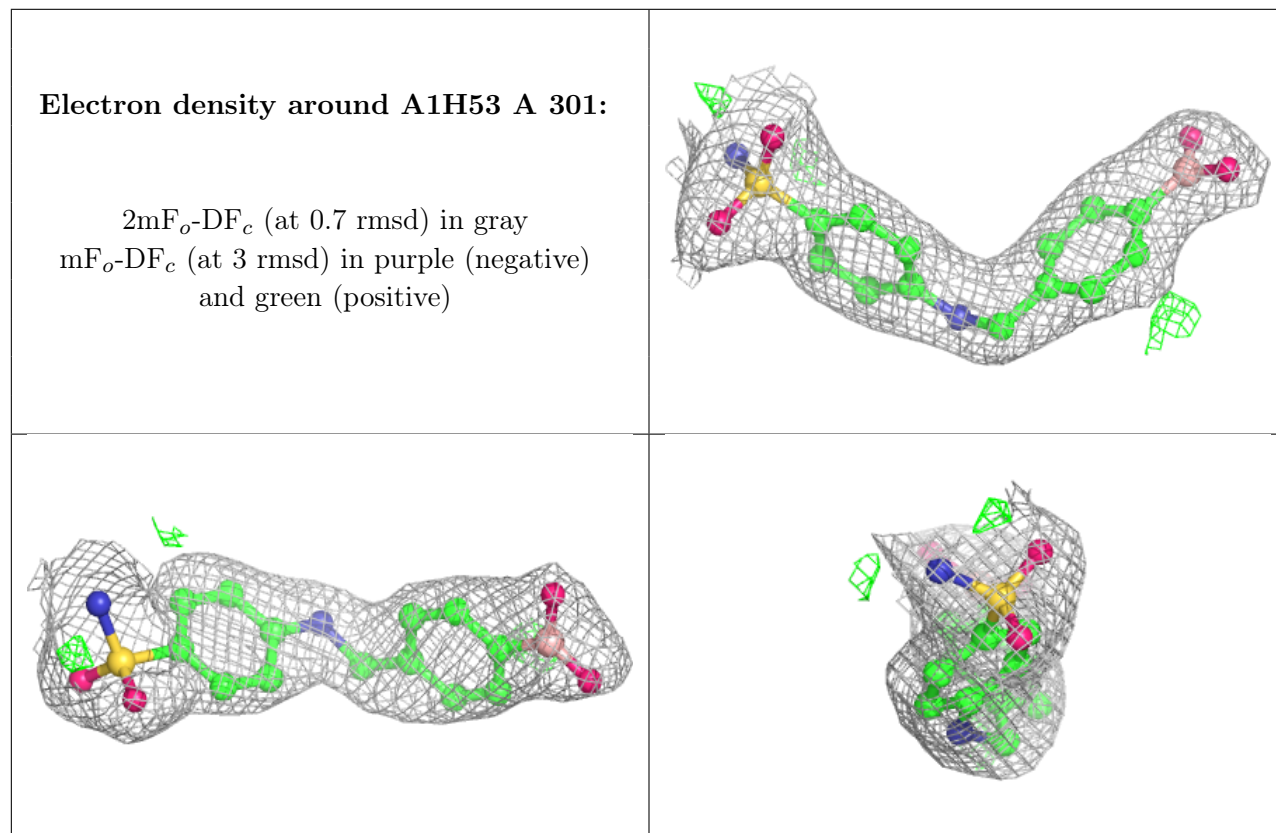 Electron density around A1H53 A 301:
2mFₒ-DF𝒸 (at 0.7 rmsd) in gray
mFₒ-DF𝒸 (at 3 rmsd) in purple (negative)
and green (positive)